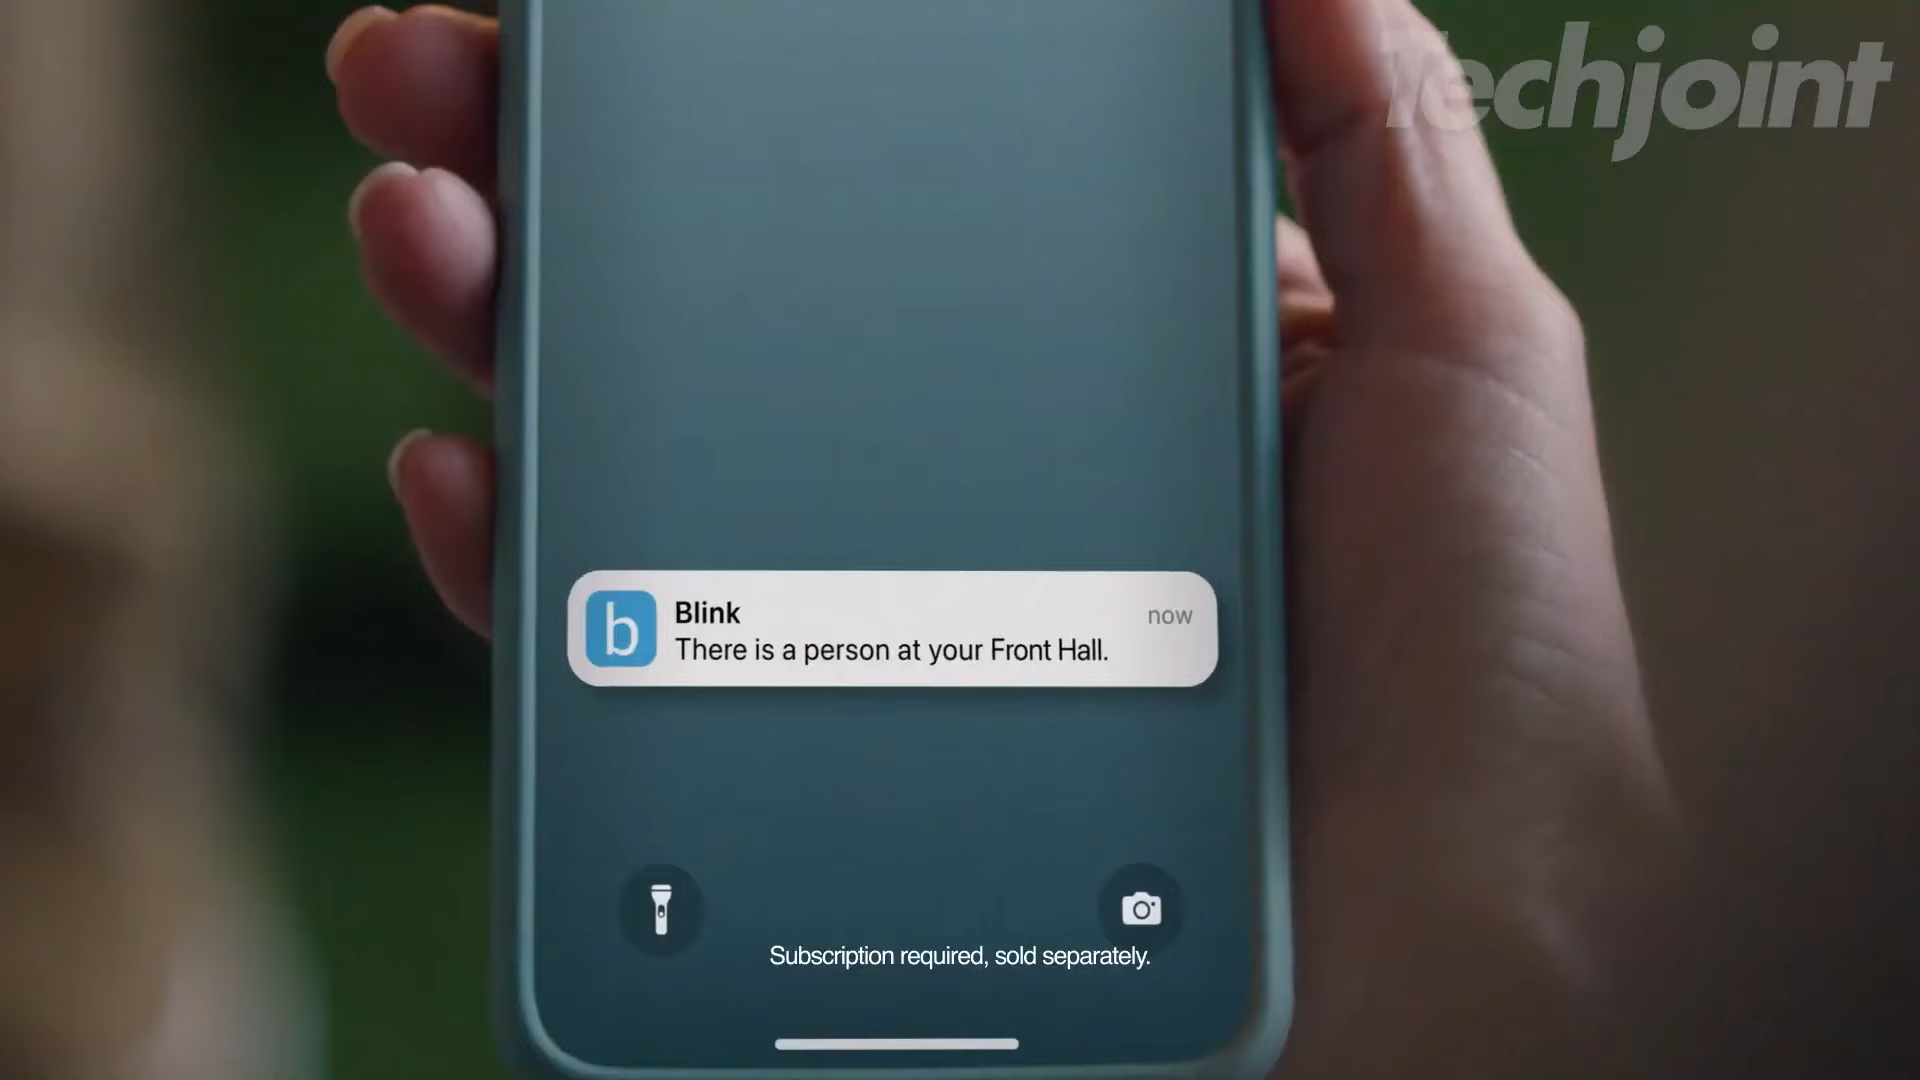 Techjoint
b
Blink
now
There is a person at your Front Hall.
Subscription required, sold separately.